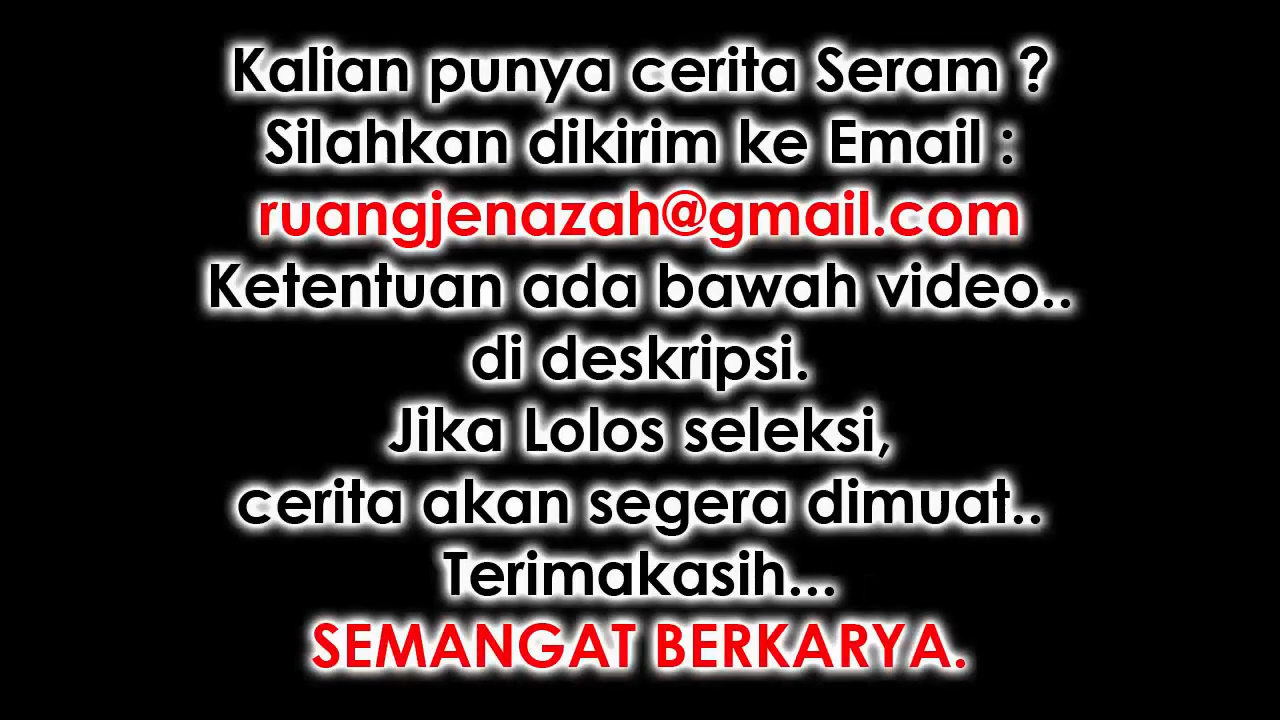 Kalian punya cerita Seram ?
Silahkan dikirim ke Email :
ruangjenazah@gmail.com
Ketentuan ada bawah video..
di deskripsi.
Jika Lolos seleksi,
cerita akan segera dimuat..
Terimakasih...
SEMANGAT BERKARYA.